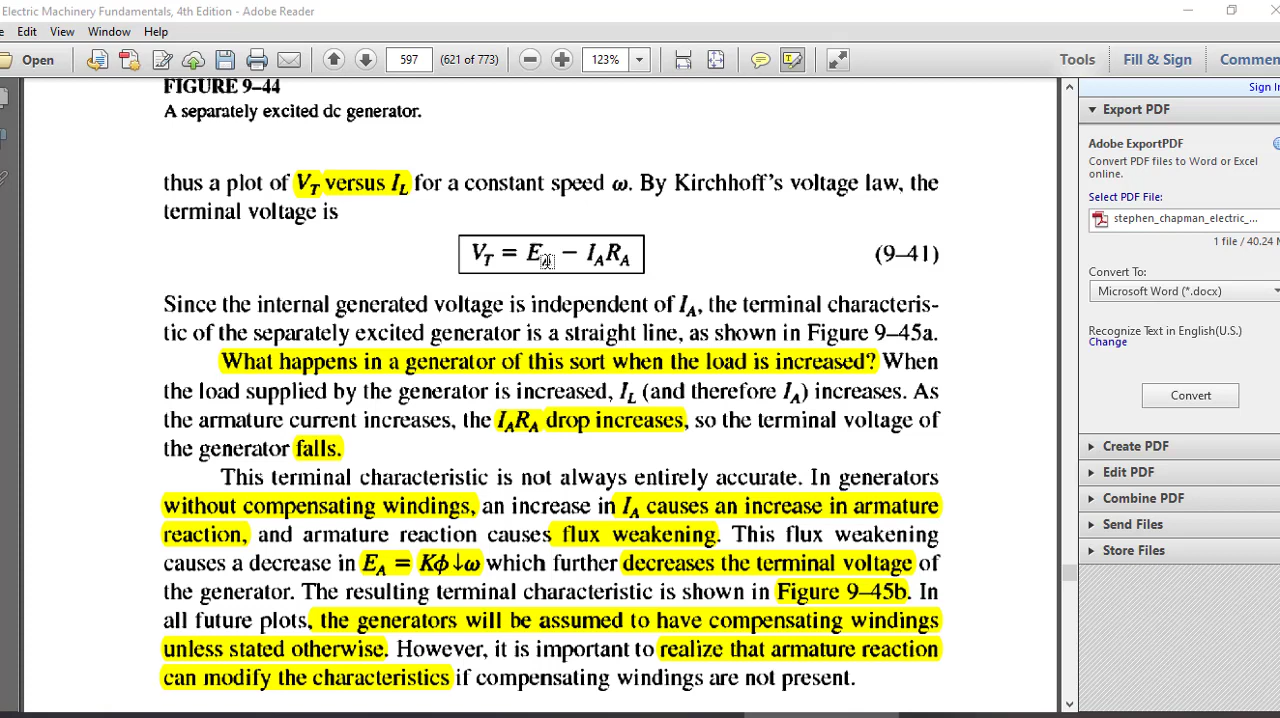 Electric Machinery Fundamentals, 4th Edition - Adobe Reader
Edit View Window Help
Open 597 (621 of 773) 123% Tools Fill & Sign
FIGURE 9–44
A separately excited dc generator.
thus a plot of V_T versus I_L for a constant speed ω. By Kirchhoff's voltage law, the
terminal voltage is
V_T = E_A − I_A R_A (9–41)
Since the internal generated voltage is independent of I_A, the terminal characteris-
tic of the separately excited generator is a straight line, as shown in Figure 9–45a.
What happens in a generator of this sort when the load is increased? When
the load supplied by the generator is increased, I_L (and therefore I_A) increases. As
the armature current increases, the I_A R_A drop increases, so the terminal voltage of
the generator falls.
This terminal characteristic is not always entirely accurate. In generators
without compensating windings, an increase in I_A causes an increase in armature
reaction, and armature reaction causes flux weakening. This flux weakening
causes a decrease in E_A = Kϕ↓ω which further decreases the terminal voltage of
the generator. The resulting terminal characteristic is shown in Figure 9–45b. In
all future plots, the generators will be assumed to have compensating windings
unless stated otherwise. However, it is important to realize that armature reaction
can modify the characteristics if compensating windings are not present.
Sign In
Export PDF
Adobe ExportPDF
Convert PDF files to Word or Excel
online.
Select PDF File:
stephen_chapman_electric_...
1 file / 40.24 M
Convert To:
Microsoft Word (*.docx)
Recognize Text in English(U.S.)
Change
Convert
Create PDF
Edit PDF
Combine PDF
Send Files
Store Files